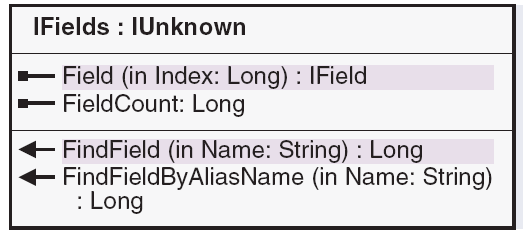 IFields : IUnknown
Field (in Index: Long) : IField
FieldCount: Long
FindField (in Name: String) : Long
FindFieldByAliasName (in Name: String)
: Long